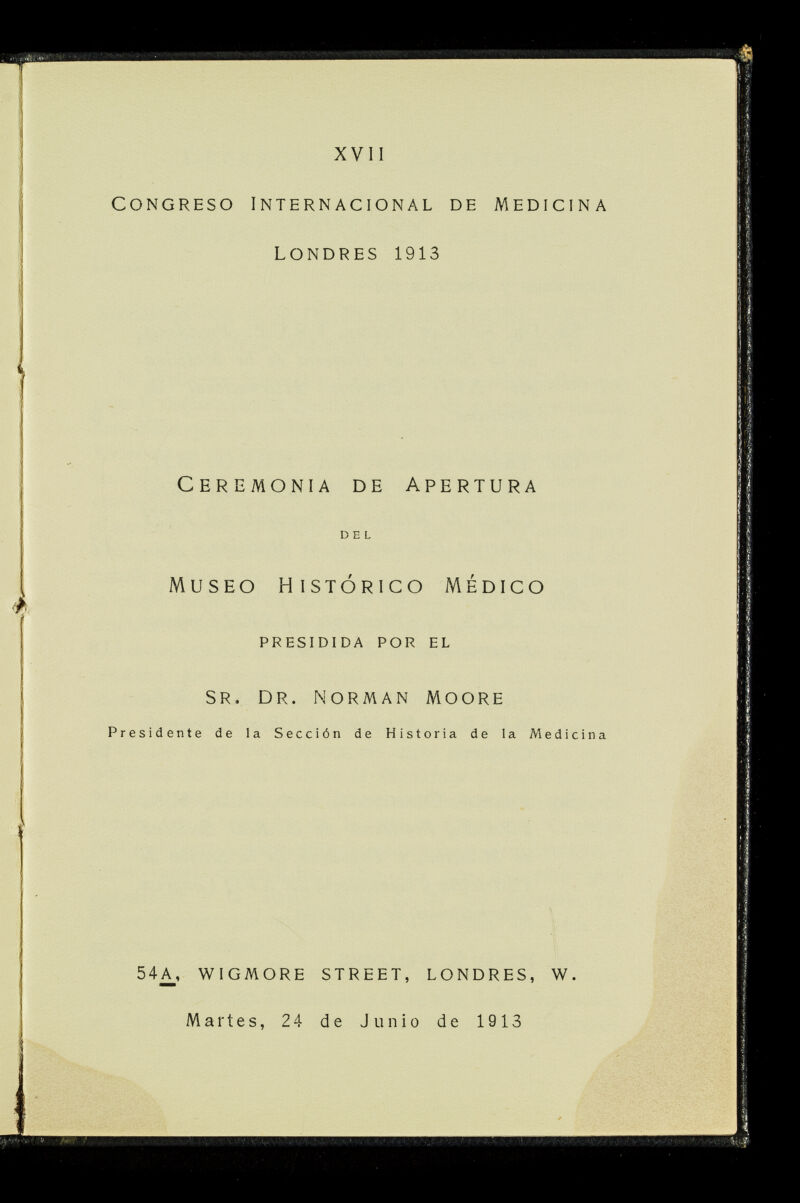 XVII
CONGRESO INTERNACIONAL DE MEDICINA
LONDRES 1913
CEREMONIA DE APERTURA
DEL
MUSEO HISTÓRICO MÉDICO
PRESIDIDA POR EL
SR. DR. NORMAN MOORE
Presidente de la Sección de Historia de la Medicina
54A, WIGMORE STREET, LONDRES, W.
Martes, 24 de Junio de 1913